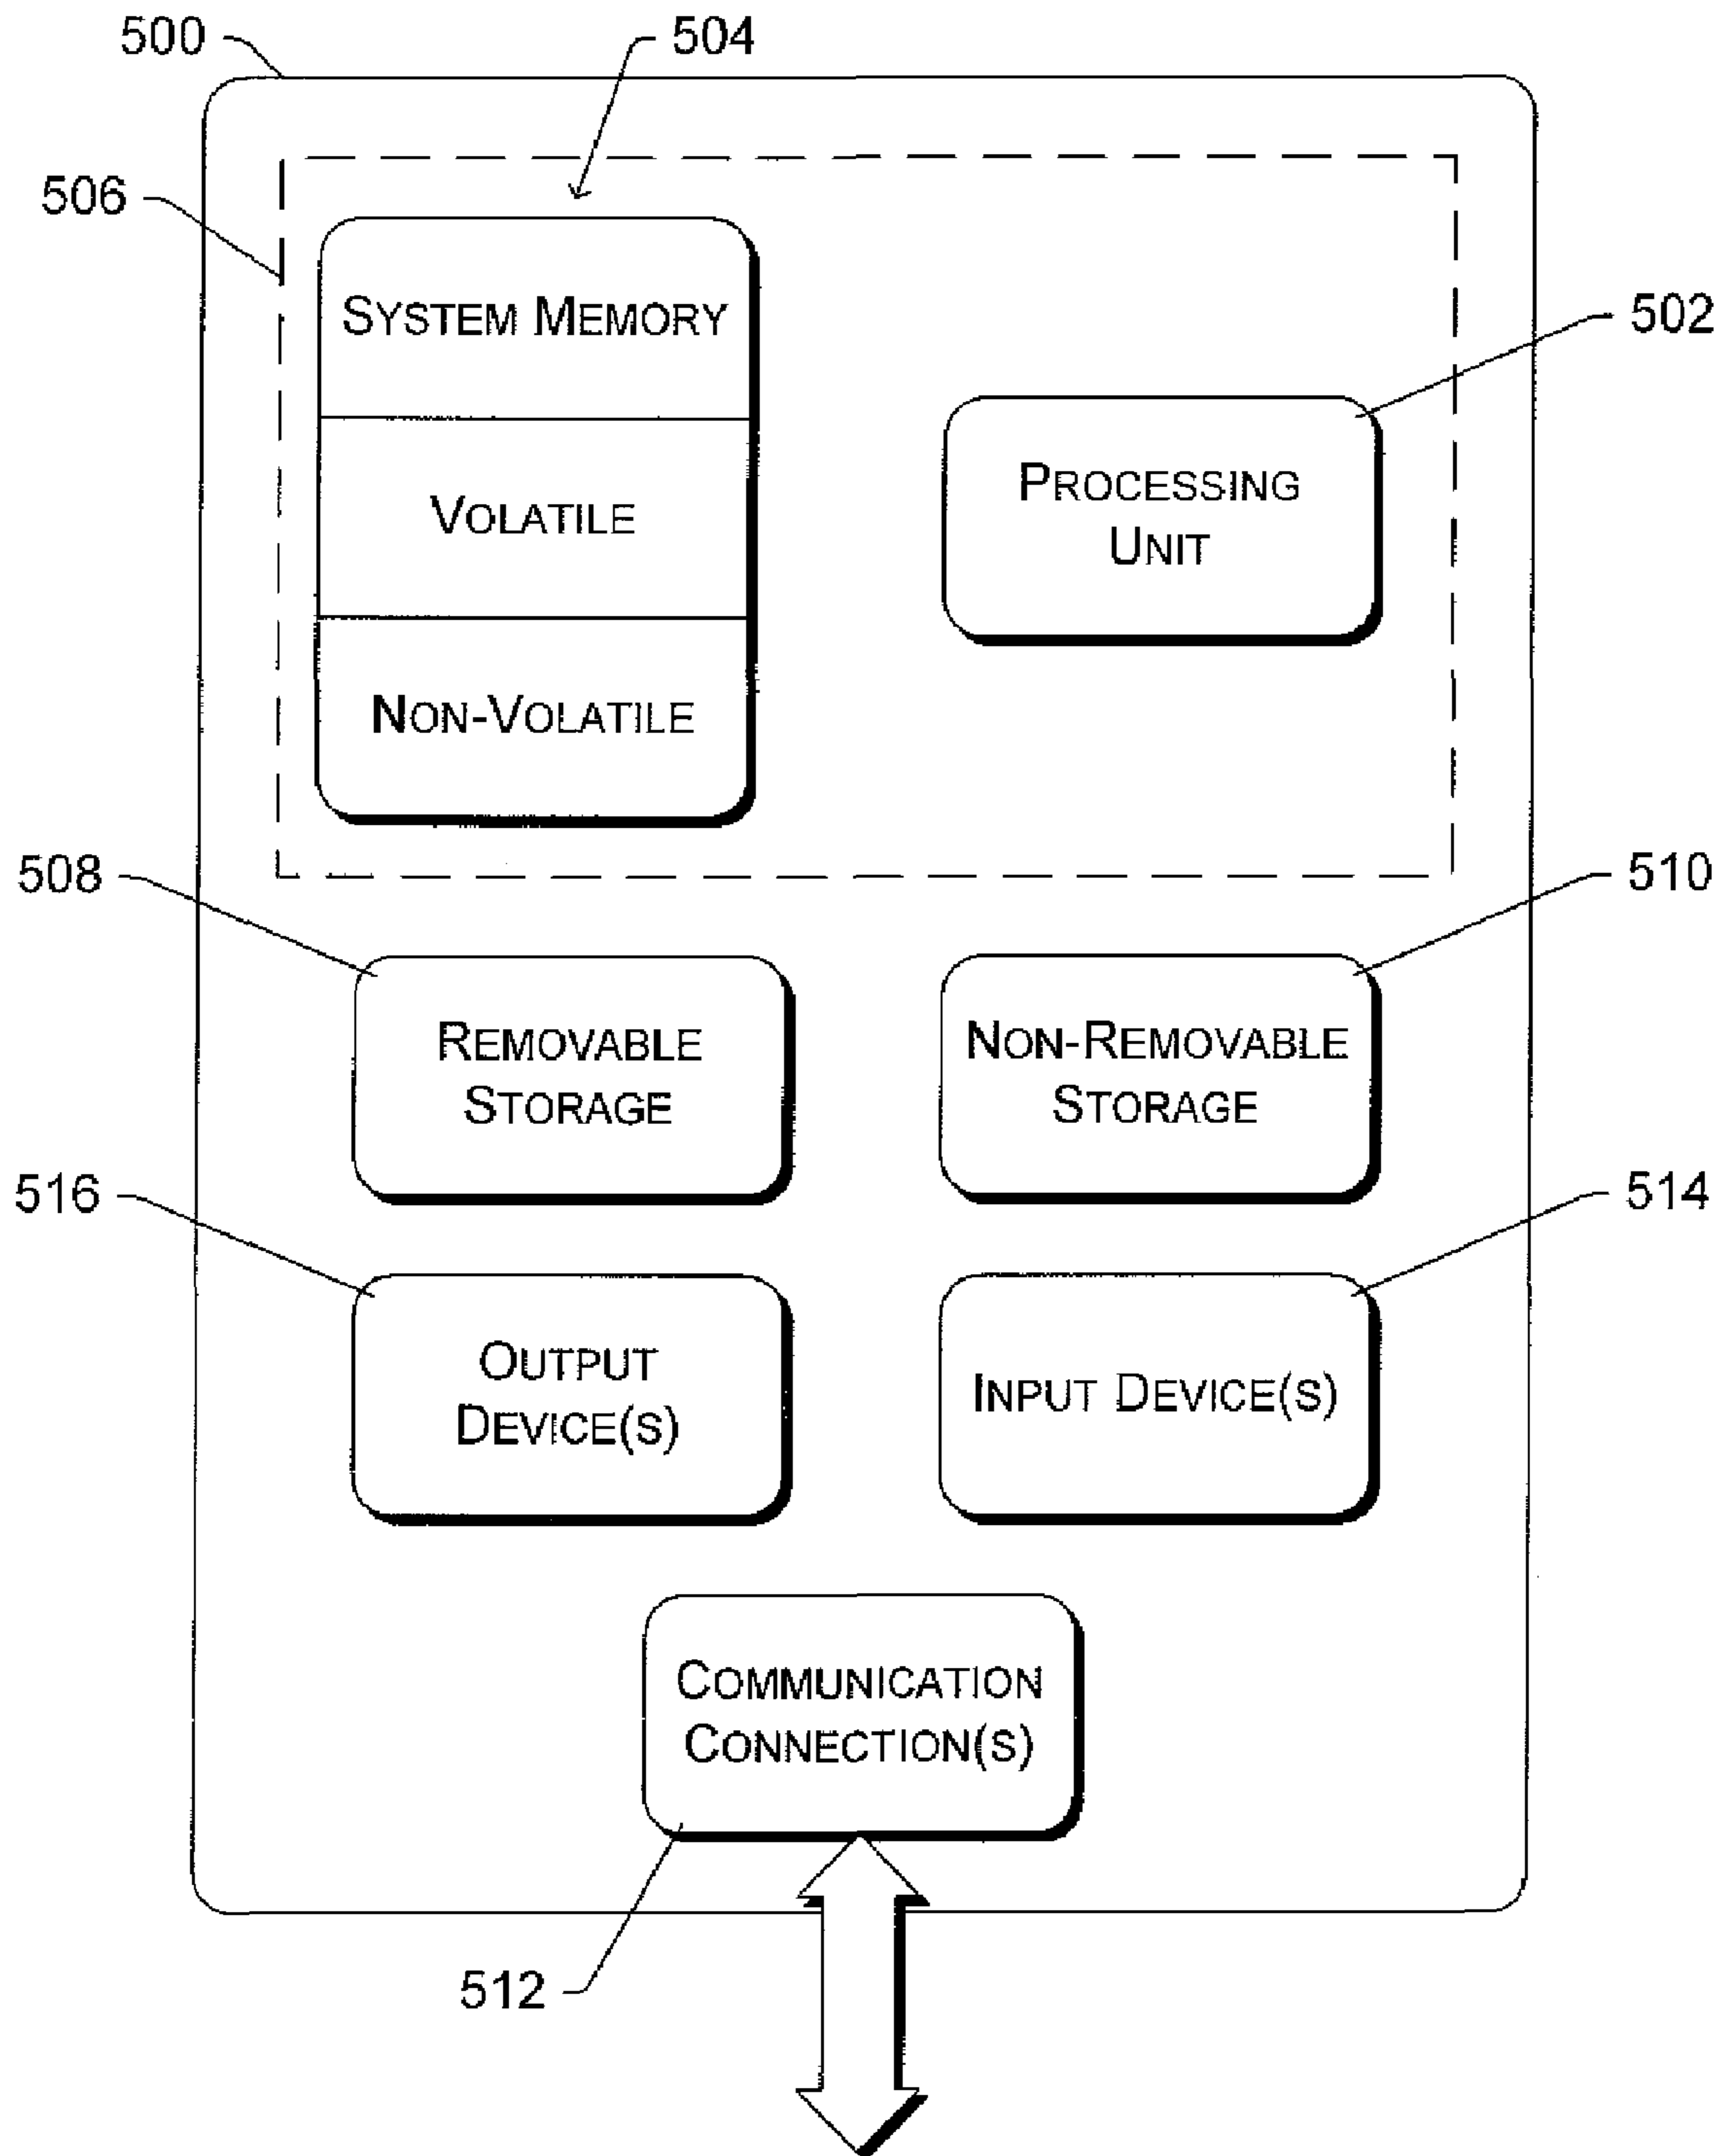 500
504
506
SYSTEM MEMORY
502
PROCESSING
UNIT
VOLATILE
NON-VOLATILE
508
510
REMOVABLE
STORAGE
NON-REMOVABLE
STORAGE
516
514
OUTPUT
DEVICE(S)
INPUT DEVICE(S)
COMMUNICATION
CONNECTION(S)
512